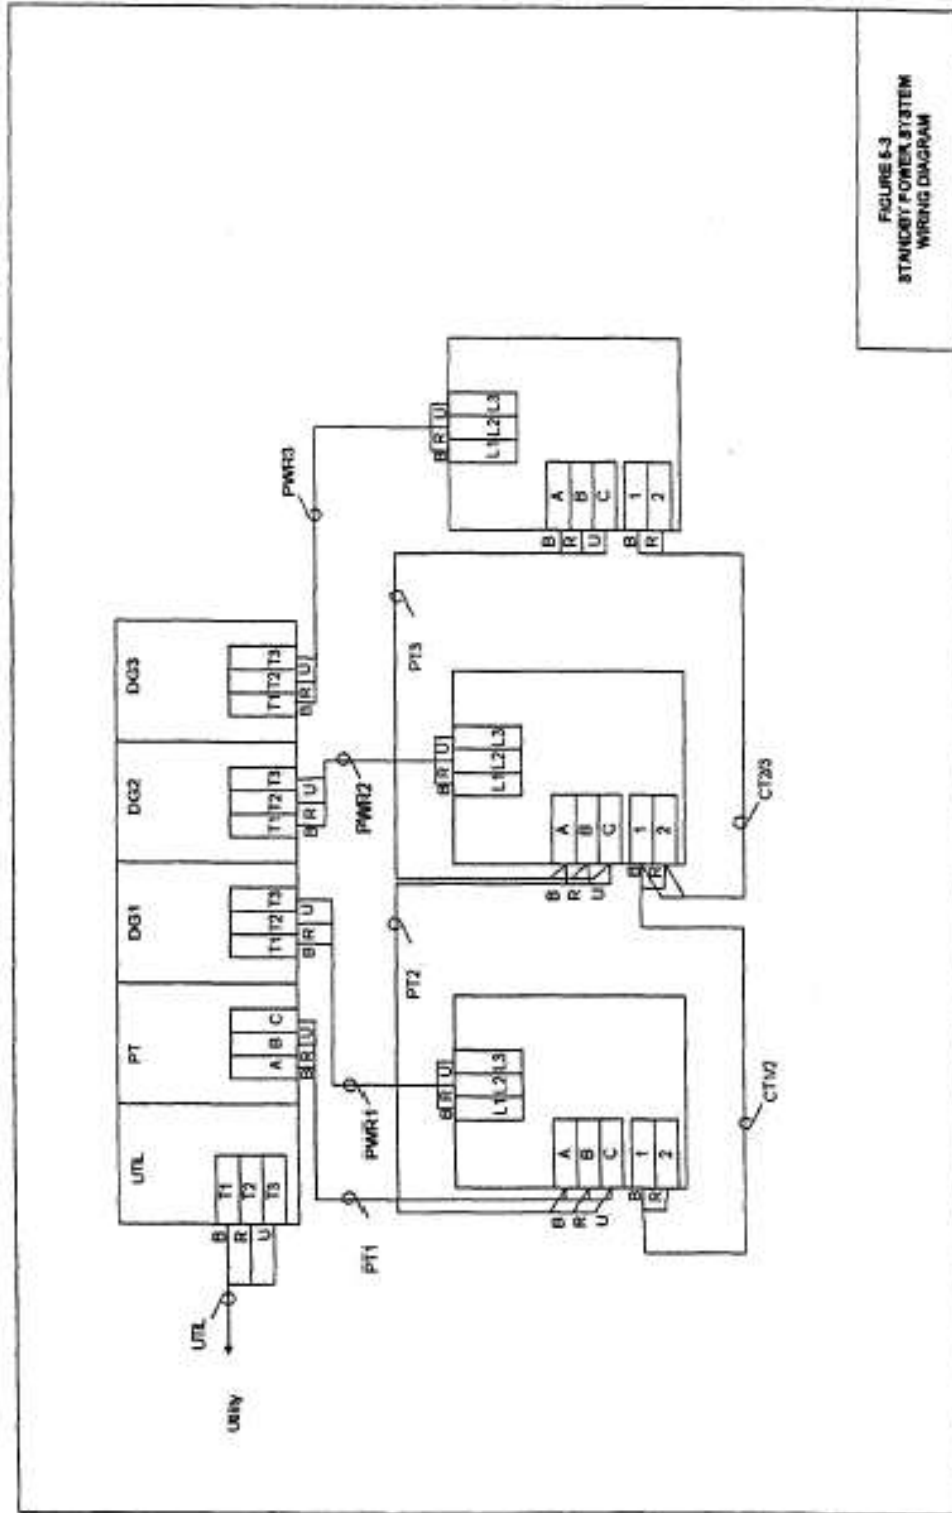 UTIL
PT
DG1
DG2
DG3
T1
T2
T3
A B C
T1 T2 T3
T1 T2 T3
T1 T2 T3
B
R
U
B R U
B R U
B R U
B R U
UTIL
Utility
PT1
PWR1
PWR2
PWR3
PT2
PT3
B R U
L1 L2 L3
B R U
L1 L2 L3
B R U
L1 L2 L3
A
B
C
1
2
B
R
U
B
R
A
B
C
1
2
B
R
U
B
R
A
B
C
1
2
B
R
U
B
R
CT1/2
CT2/3
FIGURE 6-3
STANDBY POWER SYSTEM
WIRING DIAGRAM